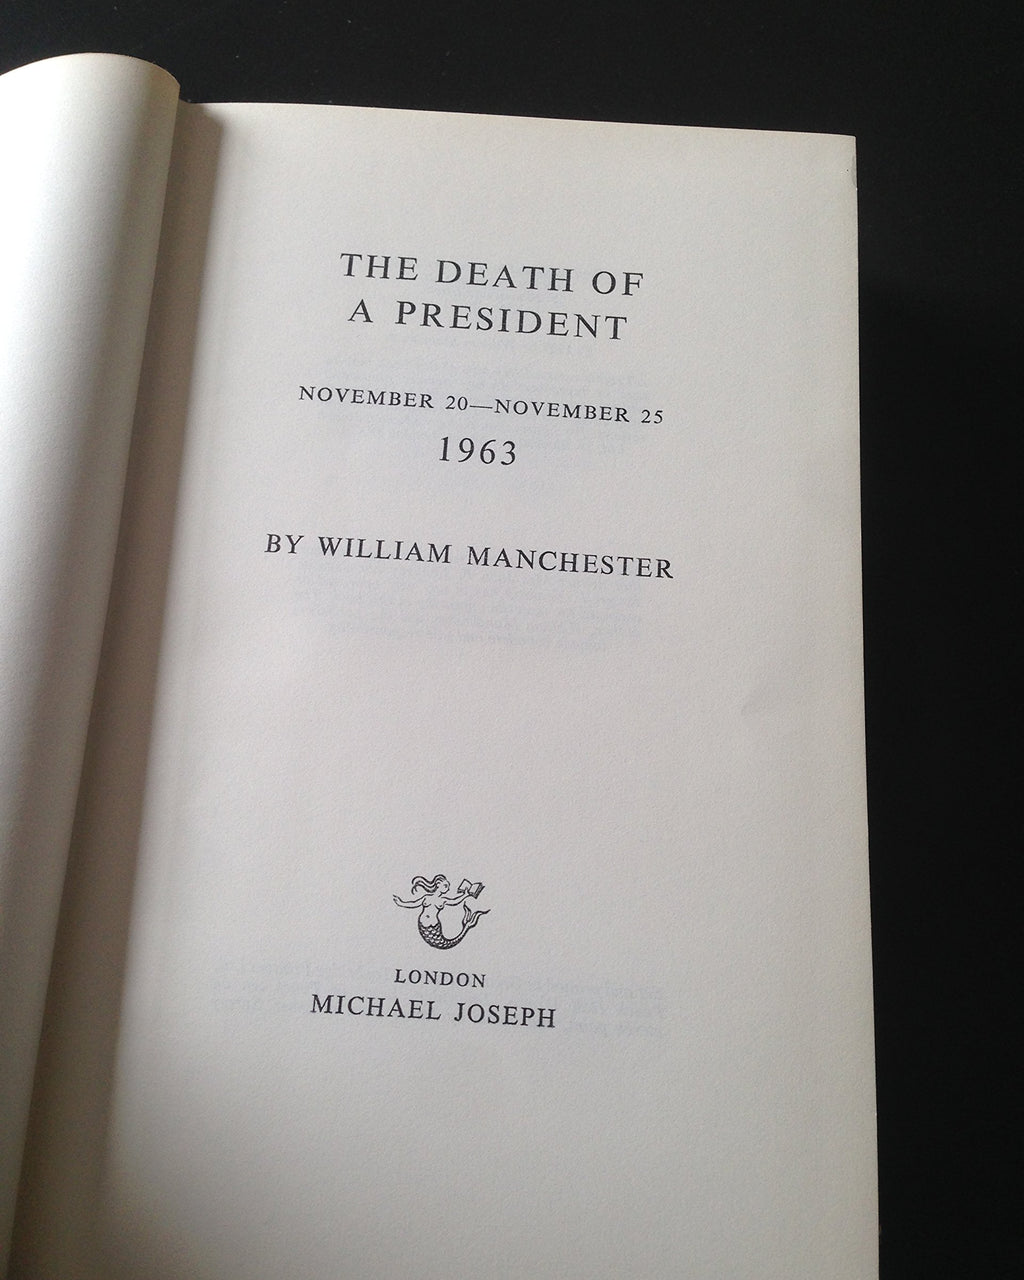 THE DEATH OF
A PRESIDENT
NOVEMBER 20—NOVEMBER 25
1963
BY WILLIAM MANCHESTER
LONDON
MICHAEL JOSEPH